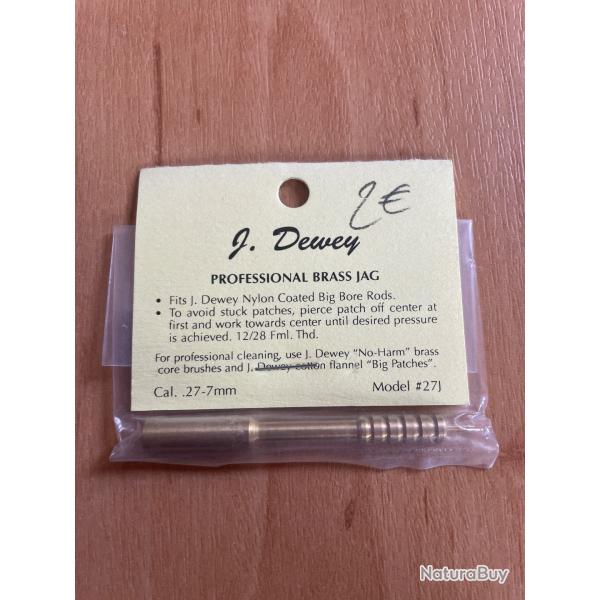 2€
J. Dewey
PROFESSIONAL BRASS JAG
• Fits J. Dewey Nylon Coated Big Bore Rods.
• To avoid stuck patches, pierce patch off center at
first and work towards center until desired pressure
is achieved. 12/28 Fml. Thd.
For professional cleaning, use J. Dewey “No-Harm” brass
core brushes and J. Dewey cotton flannel “Big Patches”.
Cal. .27-7mm Model #27J
NaturaBuy